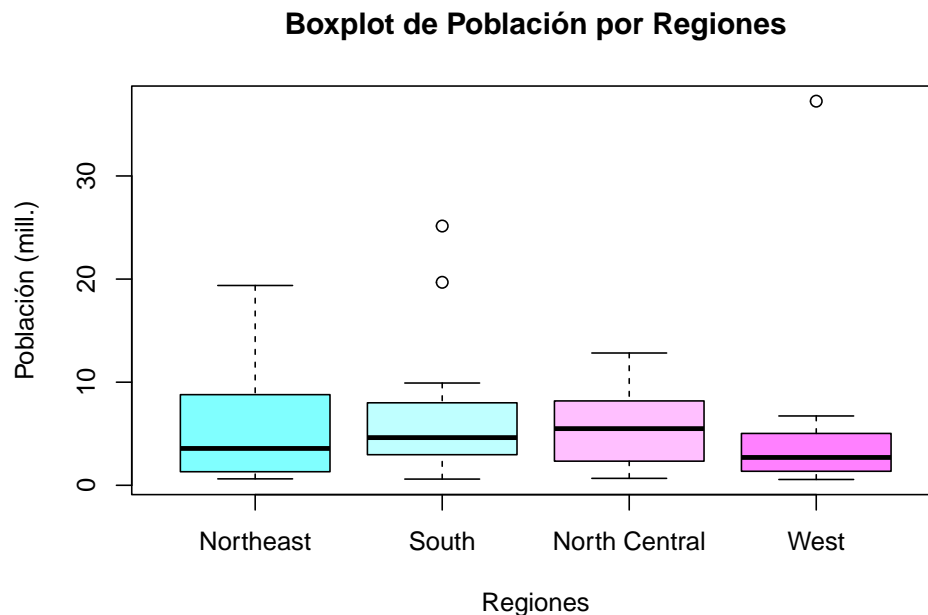 Boxplot de Población por Regiones
Población (mill.)
30
20
10
0
Northeast South North Central West
Regiones